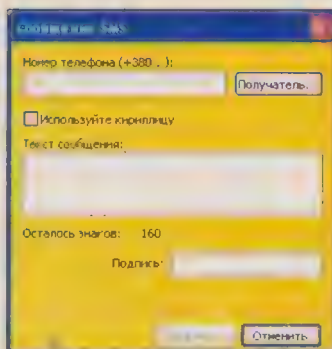 Номер телефона (+380...):
Получатель...
Используйте кириллицу
Текст сообщения:
Осталось знаков: 160
Подпись:
Отменить